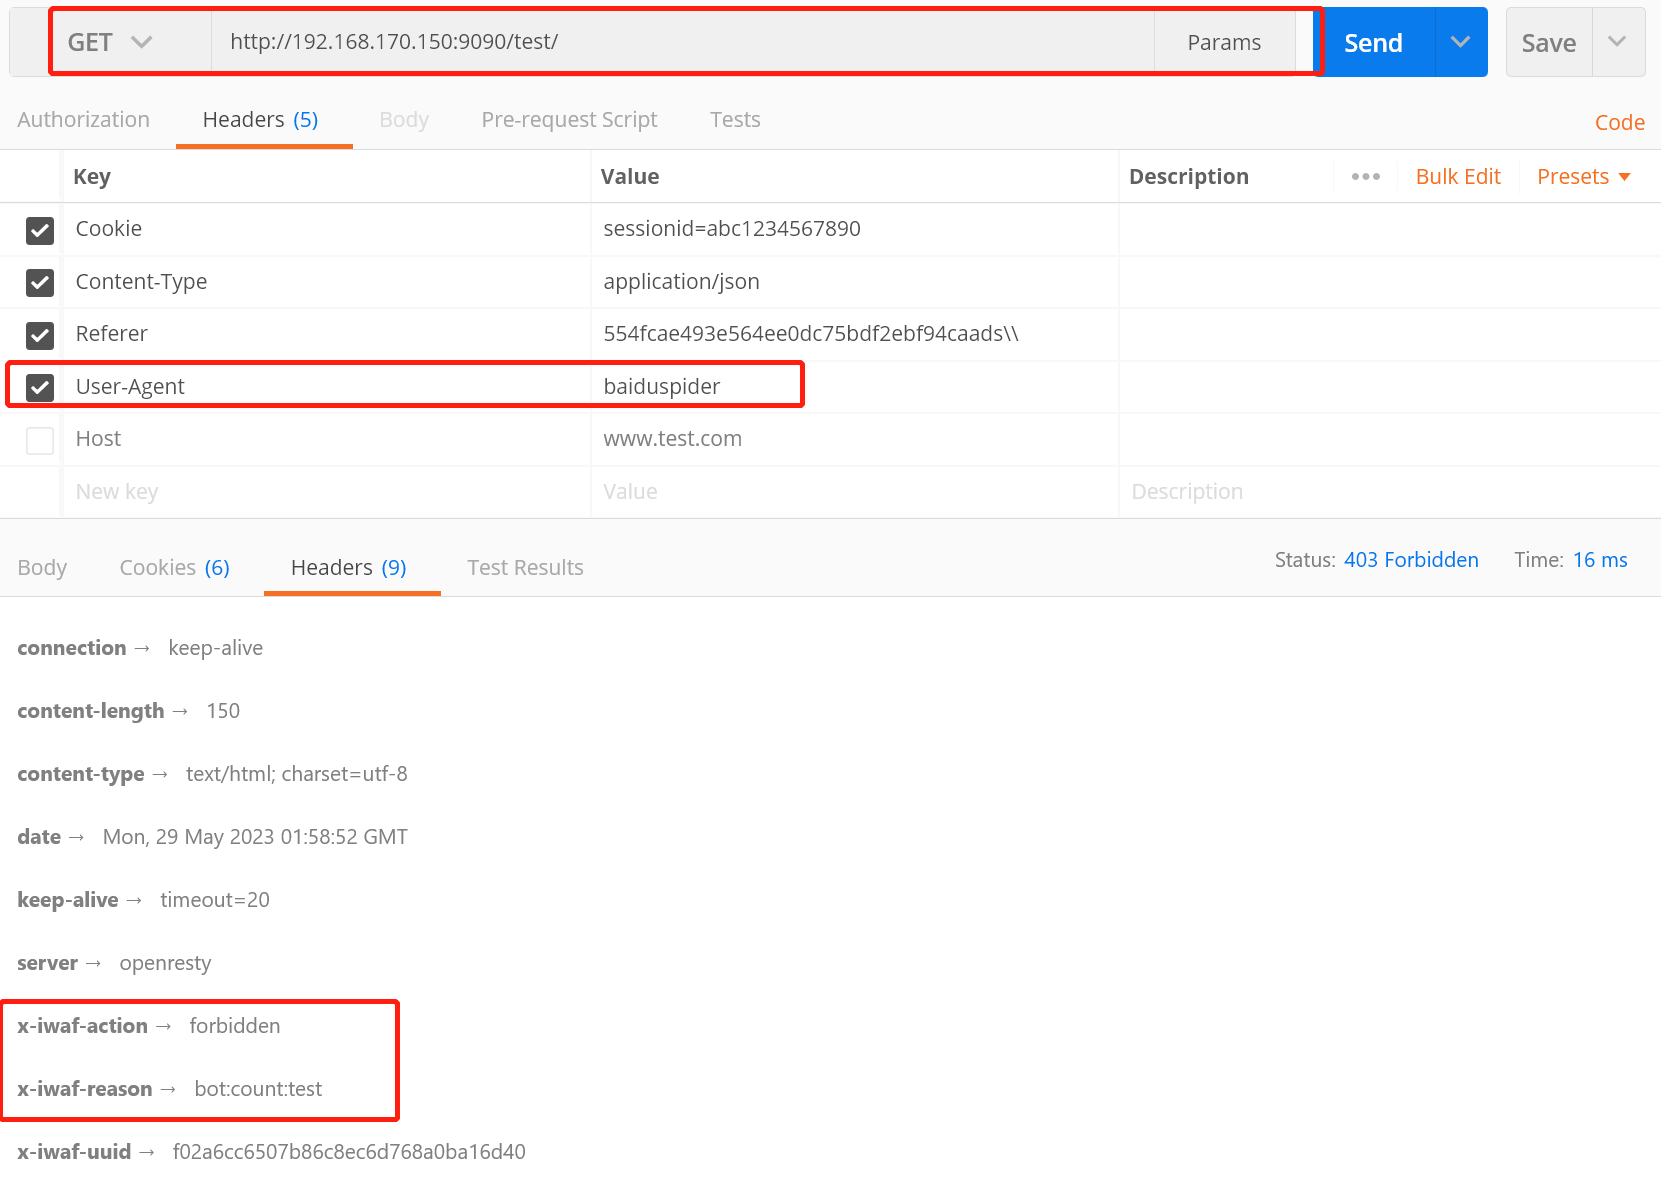 GET http://192.168.170.150:9090/test/ Params Send Save
Authorization Headers (5) Body Pre-request Script Tests Code
Key Value Description ••• Bulk Edit Presets
Cookie sessionid=abc1234567890
Content-Type application/json
Referer 554fcae493e564ee0dc75bdf2ebf94caads\\
User-Agent baiduspider
Host www.test.com
New key Value Description
Body Cookies (6) Headers (9) Test Results Status: 403 Forbidden Time: 16 ms
connection → keep-alive
content-length → 150
content-type → text/html; charset=utf-8
date → Mon, 29 May 2023 01:58:52 GMT
keep-alive → timeout=20
server → openresty
x-iwaf-action → forbidden
x-iwaf-reason → bot:count:test
x-iwaf-uuid → f02a6cc6507b86c8ec6d768a0ba16d40